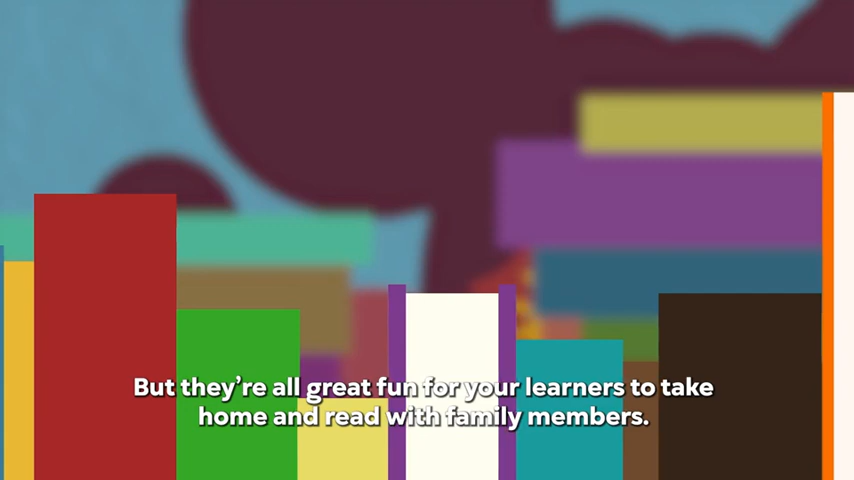 But they're all great fun for your learners to take
home and read with family members.